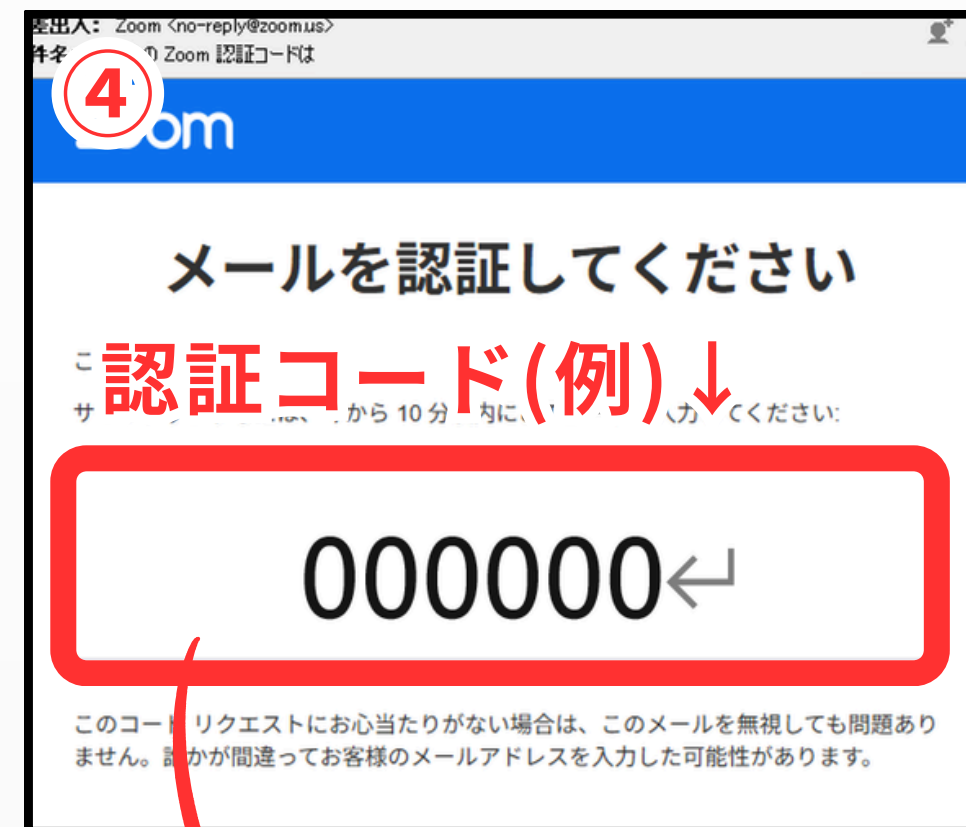 差出人： Zoom <no-reply@zoom.us>
件名 の Zoom 認証コードは
④
om
メールを認証してください
認証コード(例)↓
こ
サ から 10 分 内に、 入力 てください:
000000↵
このコード リクエストにお心当たりがない場合は、このメールを無視しても問題あり
ません。誰かが間違ってお客様のメールアドレスを入力した可能性があります。